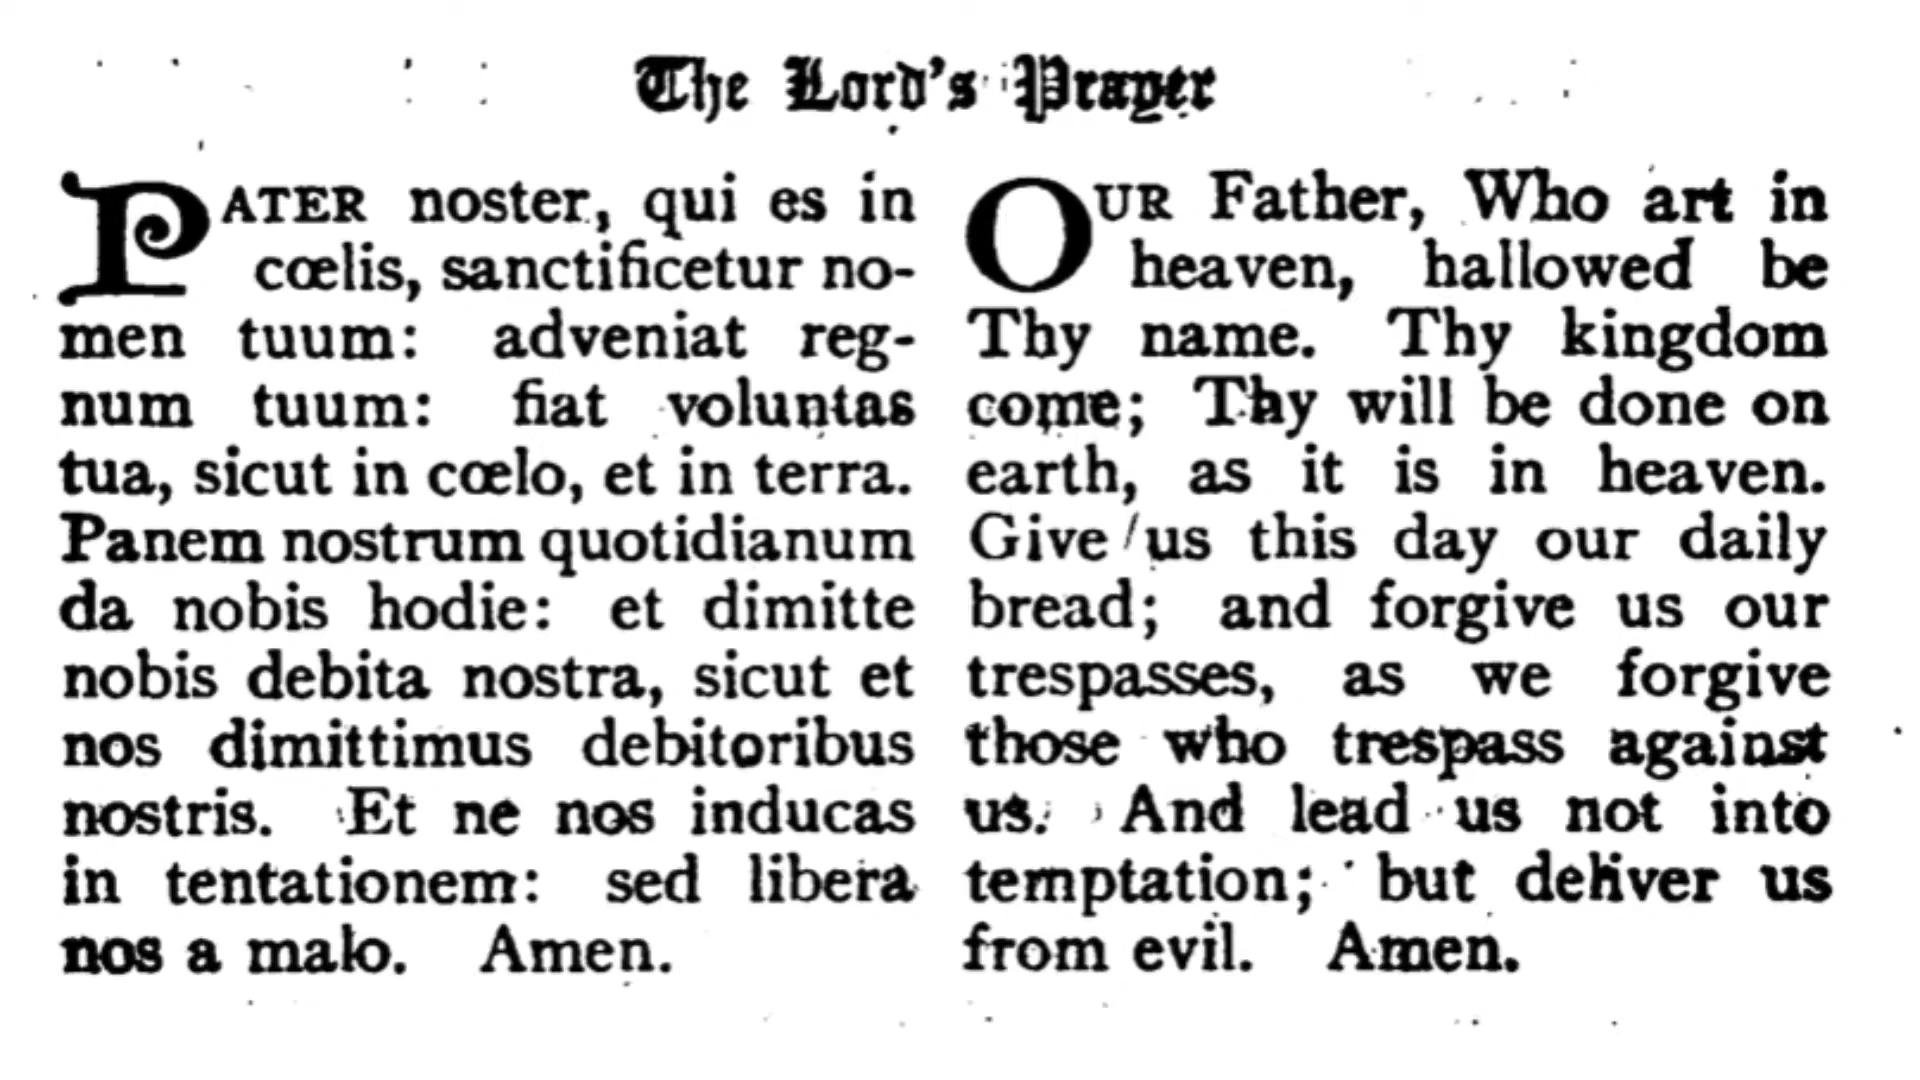 The Lord's Prayer
PATER noster, qui es in
cœlis, sanctificetur no-
men tuum: adveniat reg-
num tuum: fiat voluntas
tua, sicut in cœlo, et in terra.
Panem nostrum quotidianum
da nobis hodie: et dimitte
nobis debita nostra, sicut et
nos dimittimus debitoribus
nostris. Et ne nos inducas
in tentationem: sed libera
nos a malo. Amen.
OUR Father, Who art in
heaven, hallowed be
Thy name. Thy kingdom
come; Thy will be done on
earth, as it is in heaven.
Give us this day our daily
bread; and forgive us our
trespasses, as we forgive
those who trespass against
us. And lead us not into
temptation; but deliver us
from evil. Amen.